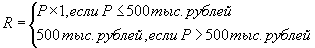 R = { P×1, если P ≤ 500 тыс. рублей
500 тыс. рублей, если P > 500 тыс. рублей